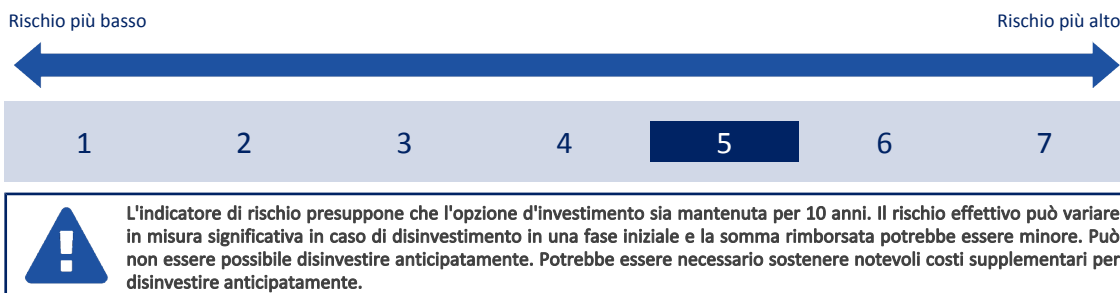 Rischio più basso Rischio più alto
1 2 3 4 5 6 7
L'indicatore di rischio presuppone che l'opzione d'investimento sia mantenuta per 10 anni. Il rischio effettivo può variare
in misura significativa in caso di disinvestimento in una fase iniziale e la somma rimborsata potrebbe essere minore. Può
non essere possibile disinvestire anticipatamente. Potrebbe essere necessario sostenere notevoli costi supplementari per
disinvestire anticipatamente.